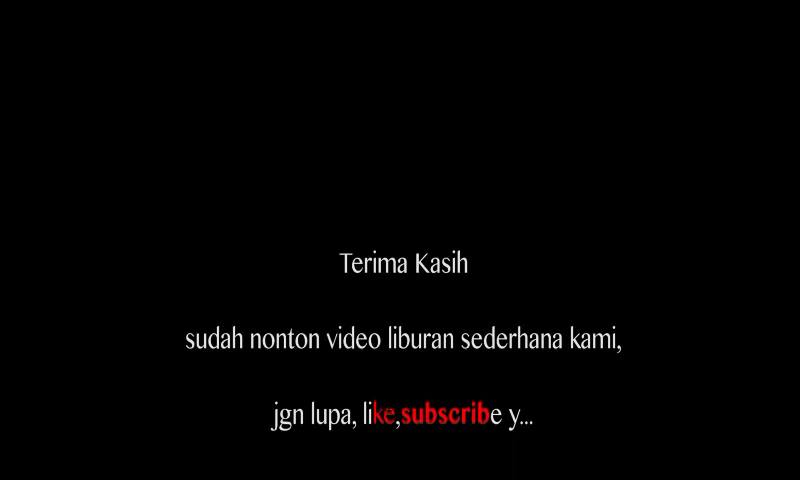 Terima Kasih
sudah nonton video liburan sederhana kami,
jgn lupa, like,subscribe y...